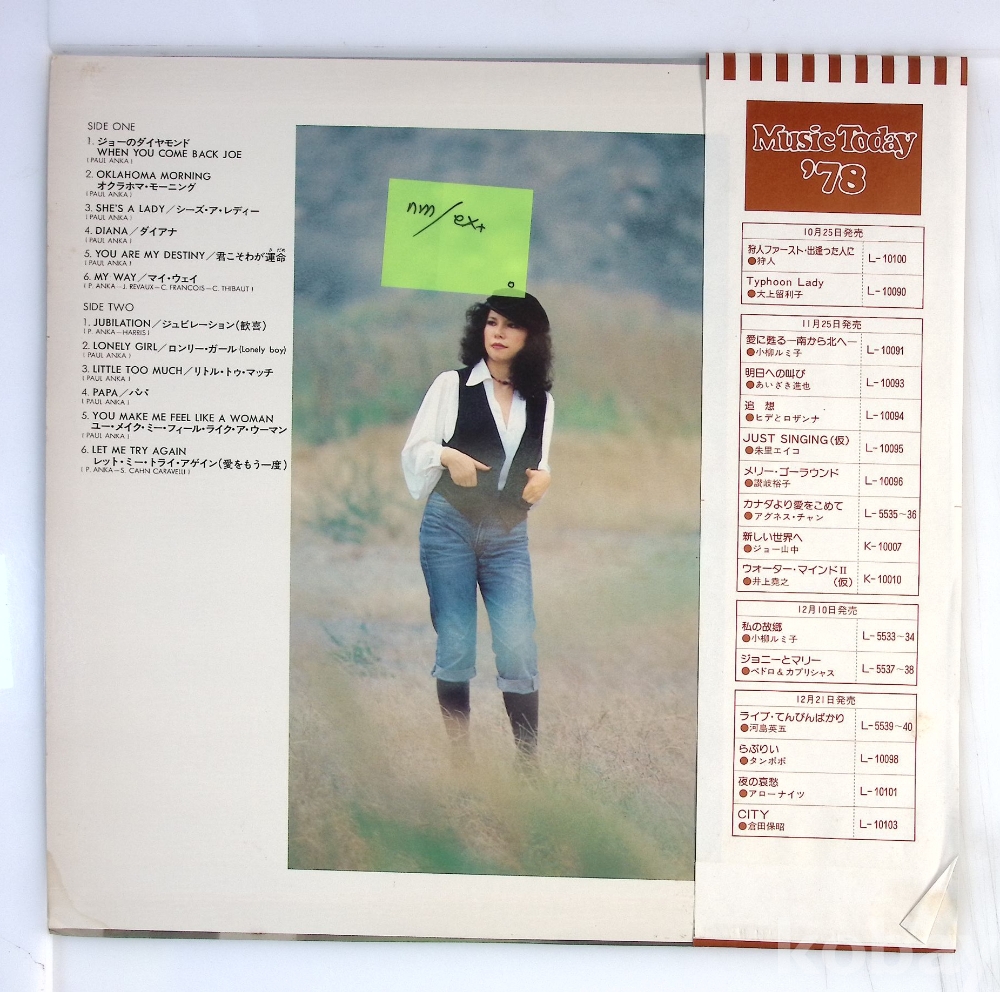 SIDE ONE
1. ジョーのダイヤモンド
WHEN YOU COME BACK JOE
(PAUL ANKA)
2. OKLAHOMA MORNING
オクラホマ・モーニング
(PAUL ANKA)
3. SHE'S A LADY/シーズ・ア・レディー
(PAUL ANKA)
4. DIANA/ダイアナ
(PAUL ANKA)
5. YOU ARE MY DESTINY/君こそわが運命
(PAUL ANKA)
6. MY WAY/マイ・ウェイ
(P. ANKA—J. REVAUX—C. FRANCOIS—C. THIBAUT)
SIDE TWO
1. JUBILATION/ジュビレーション(歓喜)
(P. ANKA—HARRIS)
2. LONELY GIRL/ロンリー・ガール(Lonely boy)
(PAUL ANKA)
3. LITTLE TOO MUCH/リトル・トゥ・マッチ
(PAUL ANKA)
4. PAPA/パパ
(PAUL ANKA)
5. YOU MAKE ME FEEL LIKE A WOMAN
ユー・メイク・ミー・フィール・ライク・ア・ウーマン
(PAUL ANKA)
6. LET ME TRY AGAIN
レット・ミー・トライ・アゲイン(愛をもう一度)
(P. ANKA—S. CAHN CARAVELLI)
nm/ex+
Music Today
'78
10月25日発売
狩人ファースト・出逢った人に
●狩人 L-10100
Typhoon Lady
●大上留利子 L-10090
11月25日発売
愛に甦る—南から北へ—
●小柳ルミ子 L-10091
明日への叫び
●あいざき進也 L-10093
追 想
●ヒデとロザンナ L-10094
JUST SINGING(仮)
●朱里エイコ L-10095
メリー・ゴーラウンド
●讃岐裕子 L-10096
カナダより愛をこめて
●アグネス・チャン L-5535〜36
新しい世界へ
●ジョー山中 K-10007
ウォーター・マインドII
●井上堯之 (仮) K-10010
12月10日発売
私の故郷
●小柳ルミ子 L-5533〜34
ジョニーとマリー
●ペドロ&カプリシャス L-5537〜38
12月21日発売
ライブ・てんびんばかり
●河島英五 L-5539〜40
らぶりい
●タンポポ L-10098
夜の哀愁
●アローナイツ L-10101
CITY
●倉田保昭 L-10103